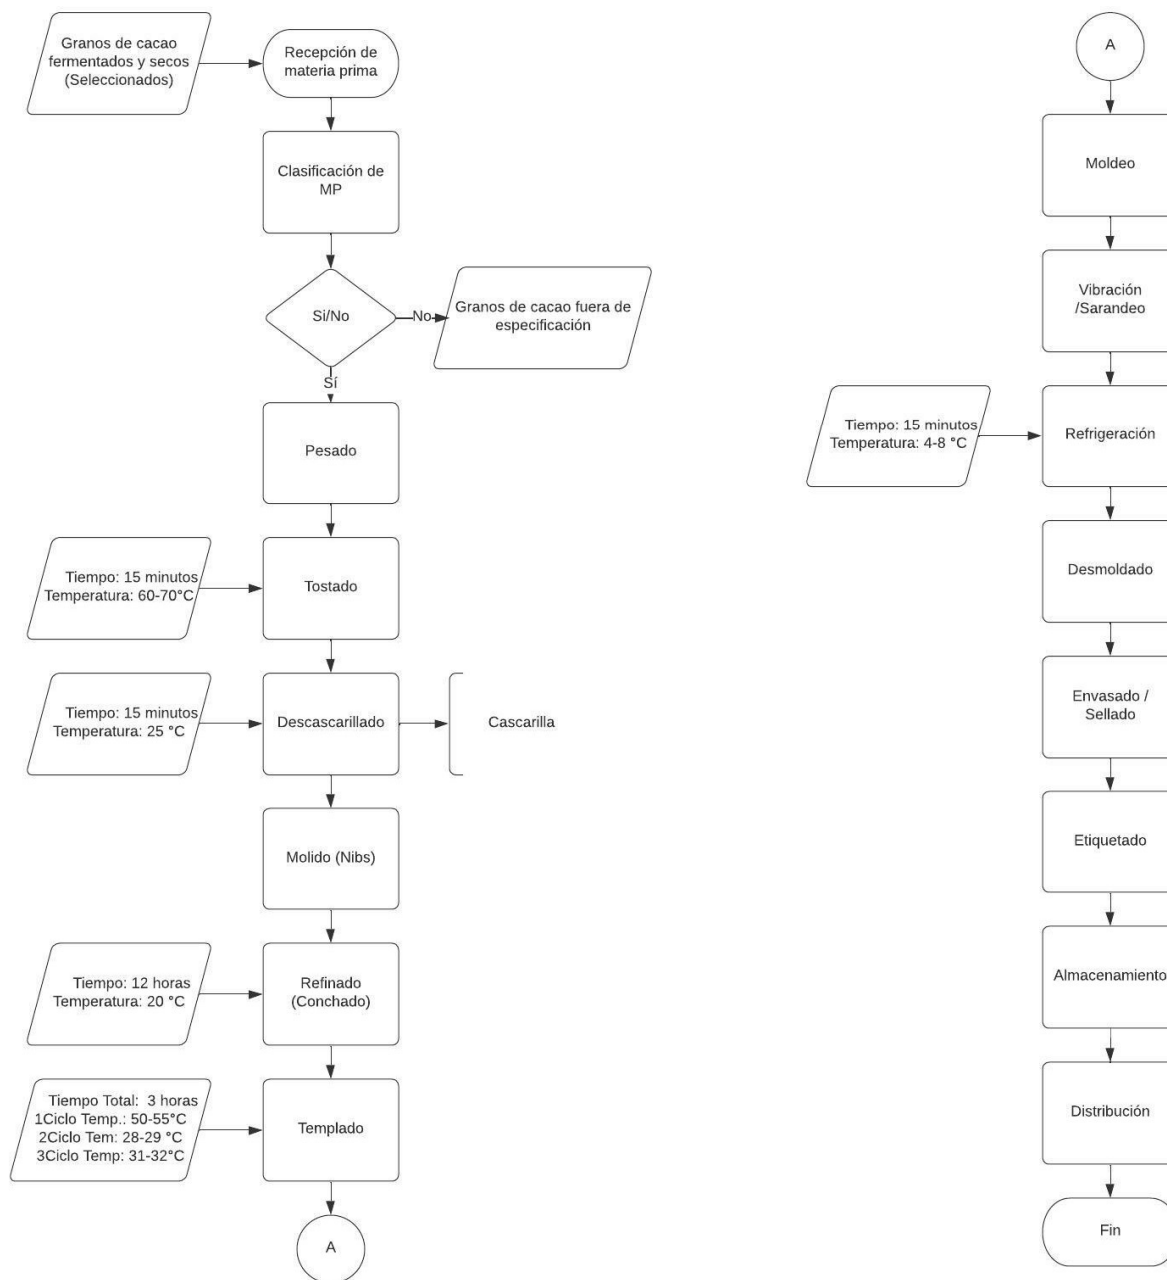 Granos de cacao
fermentados y secos
(Seleccionados)
Recepción de
materia prima
Clasificación de
MP
Si/No
No
Granos de cacao fuera de
especificación
Sí
Pesado
Tiempo: 15 minutos
Temperatura: 60-70°C
Tostado
Tiempo: 15 minutos
Temperatura: 25 °C
Descascarillado
Cascarilla
Molido (Nibs)
Tiempo: 12 horas
Temperatura: 20 °C
Refinado
(Conchado)
Tiempo Total:  3 horas
1Ciclo Temp.: 50-55°C
2Ciclo Tem: 28-29 °C
3Ciclo Temp: 31-32°C
Templado
A
A
Moldeo
Vibración
/Sarandeo
Tiempo: 15 minutos
Temperatura: 4-8 °C
Refrigeración
Desmoldado
Envasado /
Sellado
Etiquetado
Almacenamiento
Distribución
Fin